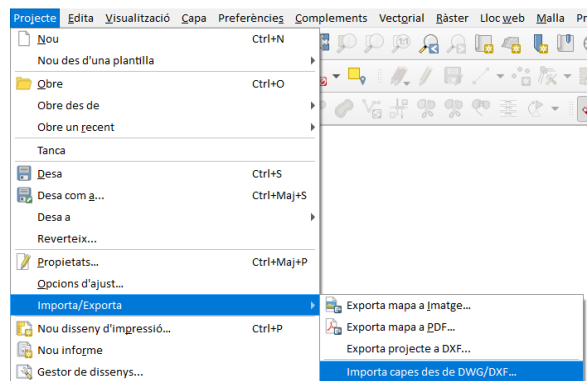 Projecte Edita Visualització Capa Preferències Complements Vectorial Ràster Lloc web Malla Pr
Nou Ctrl+N
Nou des d'una plantilla
Obre Ctrl+O
Obre des de
Obre un recent
Tanca
Desa Ctrl+S
Desa com a... Ctrl+Maj+S
Desa a
Reverteix...
Propietats... Ctrl+Maj+P
Opcions d'ajust...
Importa/Exporta
Exporta mapa a Imatge...
Nou disseny d'impressió... Ctrl+P
Exporta mapa a PDF...
Nou informe
Exporta projecte a DXF...
Gestor de dissenys...
Importa capes des de DWG/DXF...